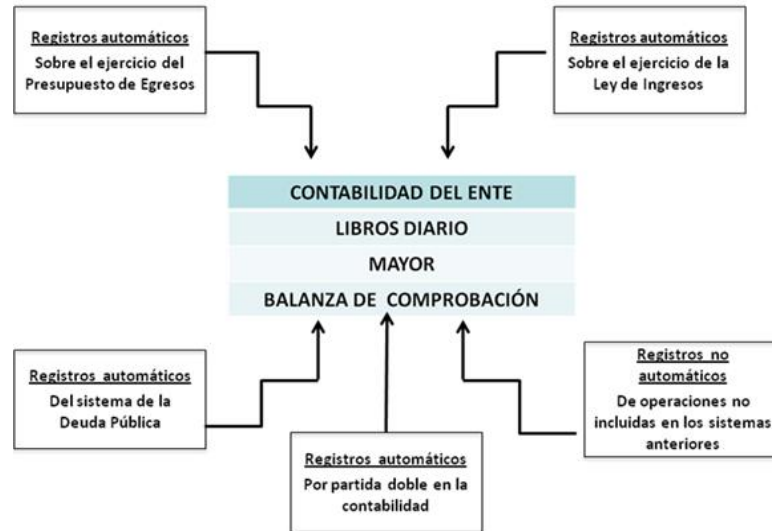 Registros automáticos
Sobre el ejercicio del
Presupuesto de Egresos
Registros automáticos
Sobre el ejercicio de la
Ley de Ingresos
CONTABILIDAD DEL ENTE
LIBROS DIARIO
MAYOR
BALANZA DE COMPROBACIÓN
Registros automáticos
Del sistema de la
Deuda Pública
Registros automáticos
Por partida doble en la
contabilidad
Registros no
automáticos
De operaciones no
incluidas en los sistemas
anteriores